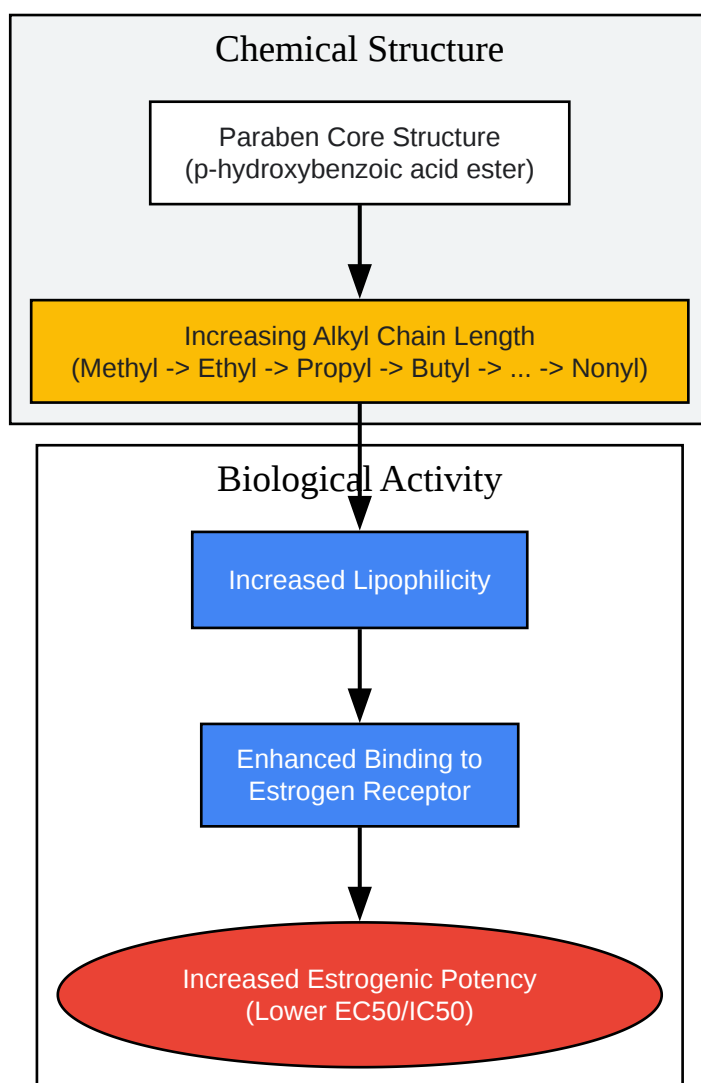 Chemical Structure
Paraben Core Structure
(p-hydroxybenzoic acid ester)
Increasing Alkyl Chain Length
(Methyl -> Ethyl -> Propyl -> Butyl -> ... -> Nonyl)
Biological Activity
Increased Lipophilicity
Enhanced Binding to
Estrogen Receptor
Increased Estrogenic Potency
(Lower EC50/IC50)